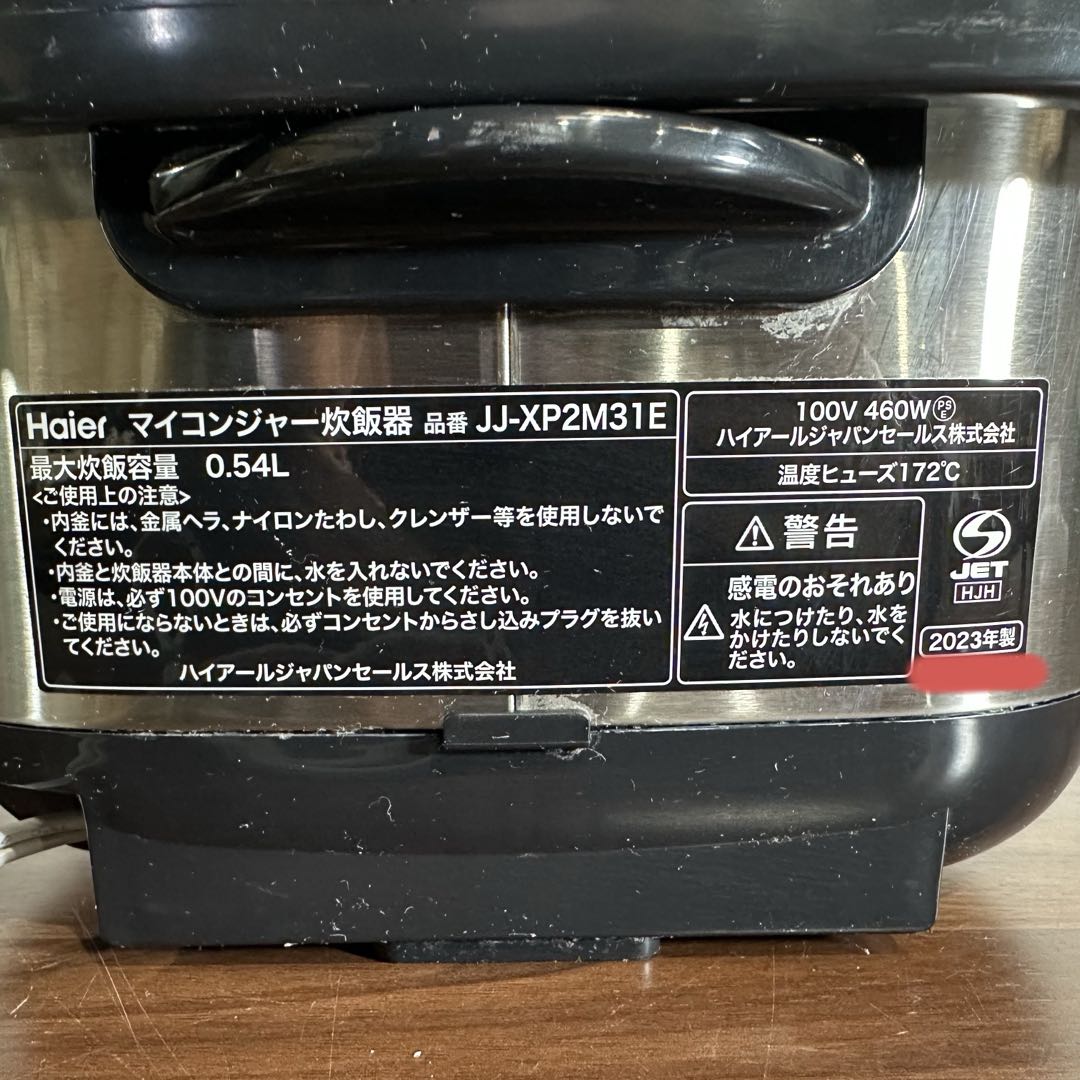 Haier マイコンジャー炊飯器 品番 JJ-XP2M31E
最大炊飯容量 0.54L
<ご使用上の注意>
・内釜には、金属ヘラ、ナイロンたわし、クレンザー等を使用しないで
ください。
・内釜と炊飯器本体との間に、水を入れないでください。
・電源は、必ず100Vのコンセントを使用してください。
・ご使用にならないときは、必ずコンセントからさし込みプラグを抜い
てください。
ハイアールジャパンセールス株式会社
100V 460W PSE
ハイアールジャパンセールス株式会社
温度ヒューズ172℃
警告
感電のおそれあり
水につけたり、水を
かけたりしないでく
ださい。
JET
HJH
2023年製